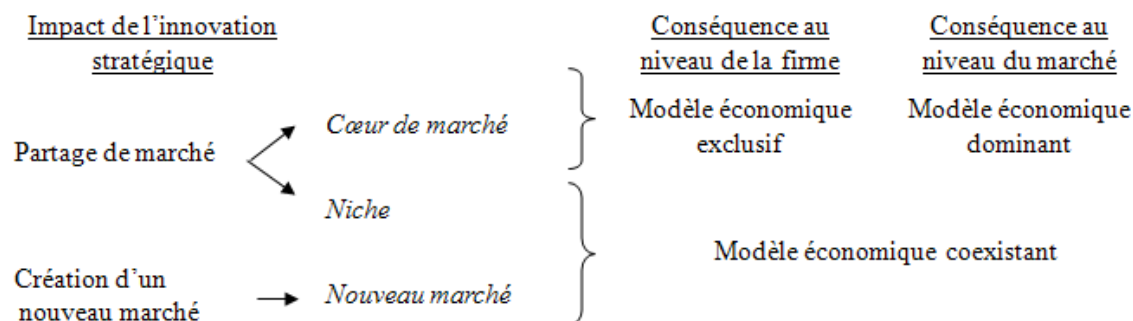 Impact de l'innovation
stratégique
Conséquence au
niveau de la firme
Conséquence au
niveau du marché
Partage de marché
Cœur de marché
Modèle économique
exclusif
Modèle économique
dominant
Niche
Modèle économique coexistant
Création d'un
nouveau marché
Nouveau marché